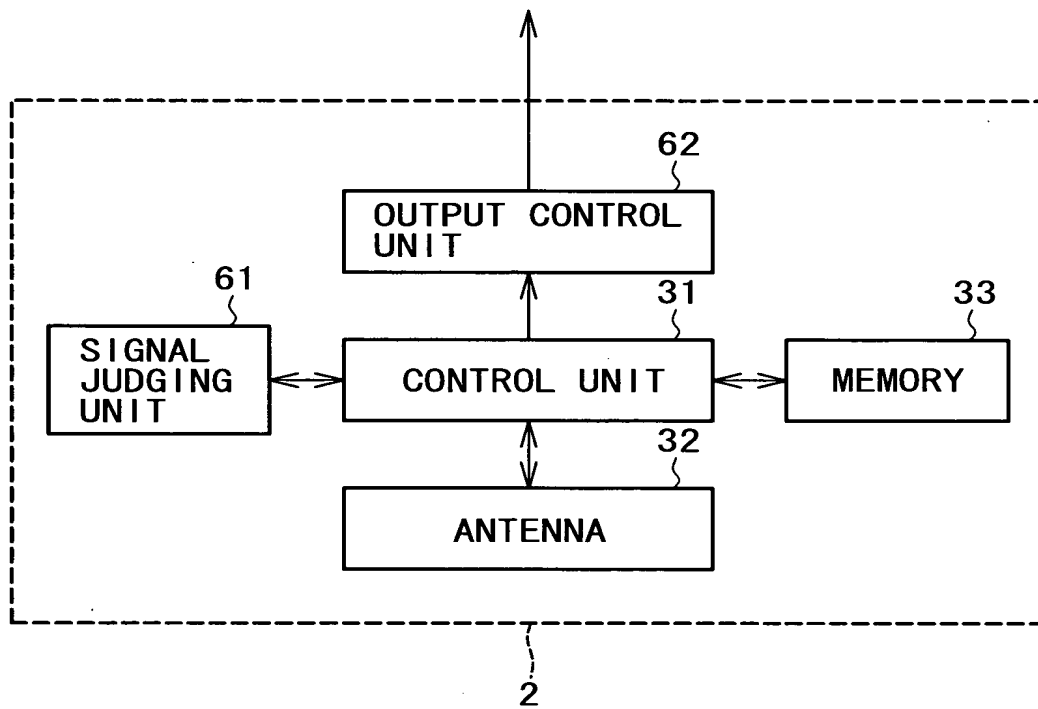 62
OUTPUT CONTROL
UNIT
61
31
33
SIGNAL
JUDGING
UNIT
CONTROL UNIT
MEMORY
32
ANTENNA
2